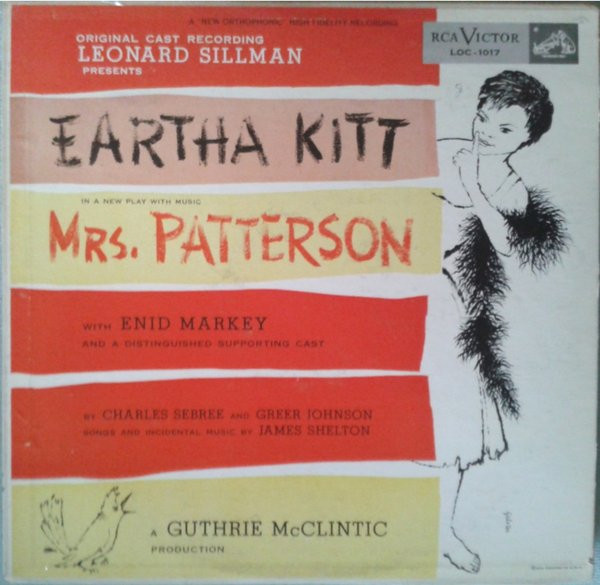 A "NEW ORTHOPHONIC" HIGH FIDELITY RECORDING
ORIGINAL CAST RECORDING
LEONARD SILLMAN
PRESENTS
RCA VICTOR
LOC-1017
EARTHA KITT
IN A NEW PLAY WITH MUSIC
MRS. PATTERSON
WITH ENID MARKEY
AND A DISTINGUISHED SUPPORTING CAST
BY CHARLES SEBREE AND GREER JOHNSON
SONGS AND INCIDENTAL MUSIC BY JAMES SHELTON
A GUTHRIE McCLINTIC
PRODUCTION